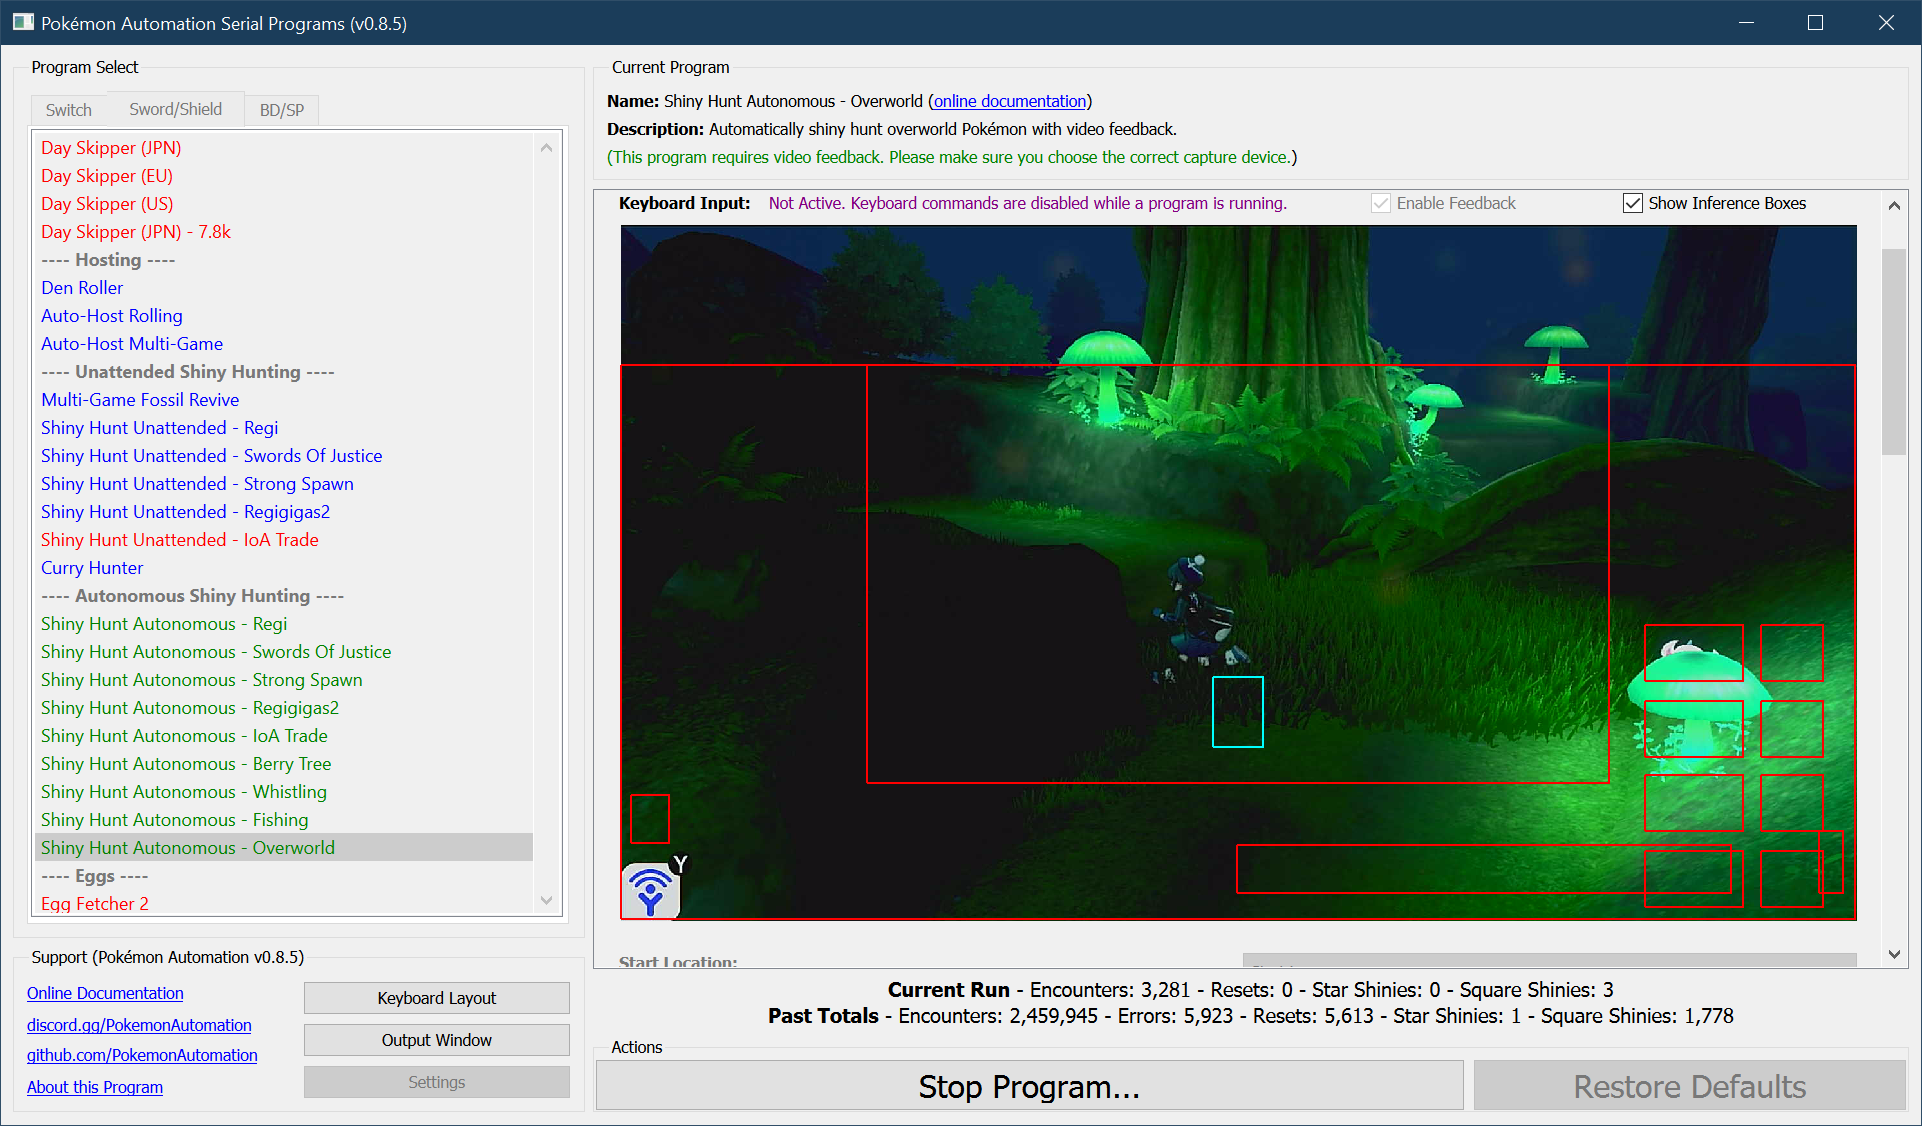 Pokémon Automation Serial Programs (v0.8.5)
Program Select
Switch
Sword/Shield
BD/SP
Day Skipper (JPN)
Day Skipper (EU)
Day Skipper (US)
Day Skipper (JPN) - 7.8k
---- Hosting ----
Den Roller
Auto-Host Rolling
Auto-Host Multi-Game
---- Unattended Shiny Hunting ----
Multi-Game Fossil Revive
Shiny Hunt Unattended - Regi
Shiny Hunt Unattended - Swords Of Justice
Shiny Hunt Unattended - Strong Spawn
Shiny Hunt Unattended - Regigigas2
Shiny Hunt Unattended - IoA Trade
Curry Hunter
---- Autonomous Shiny Hunting ----
Shiny Hunt Autonomous - Regi
Shiny Hunt Autonomous - Swords Of Justice
Shiny Hunt Autonomous - Strong Spawn
Shiny Hunt Autonomous - Regigigas2
Shiny Hunt Autonomous - IoA Trade
Shiny Hunt Autonomous - Berry Tree
Shiny Hunt Autonomous - Whistling
Shiny Hunt Autonomous - Fishing
Shiny Hunt Autonomous - Overworld
---- Eggs ----
Egg Fetcher 2
Support (Pokémon Automation v0.8.5)
Online Documentation
discord.gg/PokemonAutomation
github.com/PokemonAutomation
About this Program
Keyboard Layout
Output Window
Settings
Current Program
Name: Shiny Hunt Autonomous - Overworld (online documentation)
Description: Automatically shiny hunt overworld Pokémon with video feedback.
(This program requires video feedback. Please make sure you choose the correct capture device.)
Keyboard Input: Not Active. Keyboard commands are disabled while a program is running.
Enable Feedback
Show Inference Boxes
Y
Start Location:
Current Run - Encounters: 3,281 - Resets: 0 - Star Shinies: 0 - Square Shinies: 3
Past Totals - Encounters: 2,459,945 - Errors: 5,923 - Resets: 5,613 - Star Shinies: 1 - Square Shinies: 1,778
Actions
Stop Program...
Restore Defaults